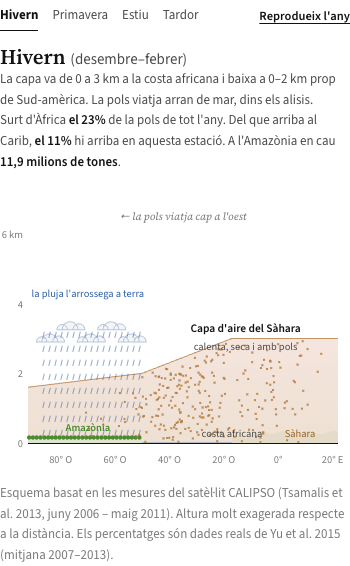 Hivern Primavera Estiu Tardor Reprodueix l'any
Hivern (desembre–febrer)
La capa va de 0 a 3 km a la costa africana i baixa a 0–2 km prop
de Sud-amèrica. La pols viatja arran de mar, dins els alisis.
Surt d'Àfrica el 23% de la pols de tot l'any. Del que arriba al
Carib, el 11% hi arriba en aquesta estació. A l'Amazònia en cau
11,9 milions de tones.
← la pols viatja cap a l'oest
6 km
4
la pluja l'arrossega a terra
Capa d'aire del Sàhara
calenta, seca i amb pols
2
Amazònia
costa africana
Sàhara
0
80° O 60° O 40° O 20° O 0° 20° E
Esquema basat en les mesures del satèl·lit CALIPSO (Tsamalis et
al. 2013, juny 2006 – maig 2011). Altura molt exagerada respecte
a la distància. Els percentatges són dades reals de Yu et al. 2015
(mitjana 2007–2013).